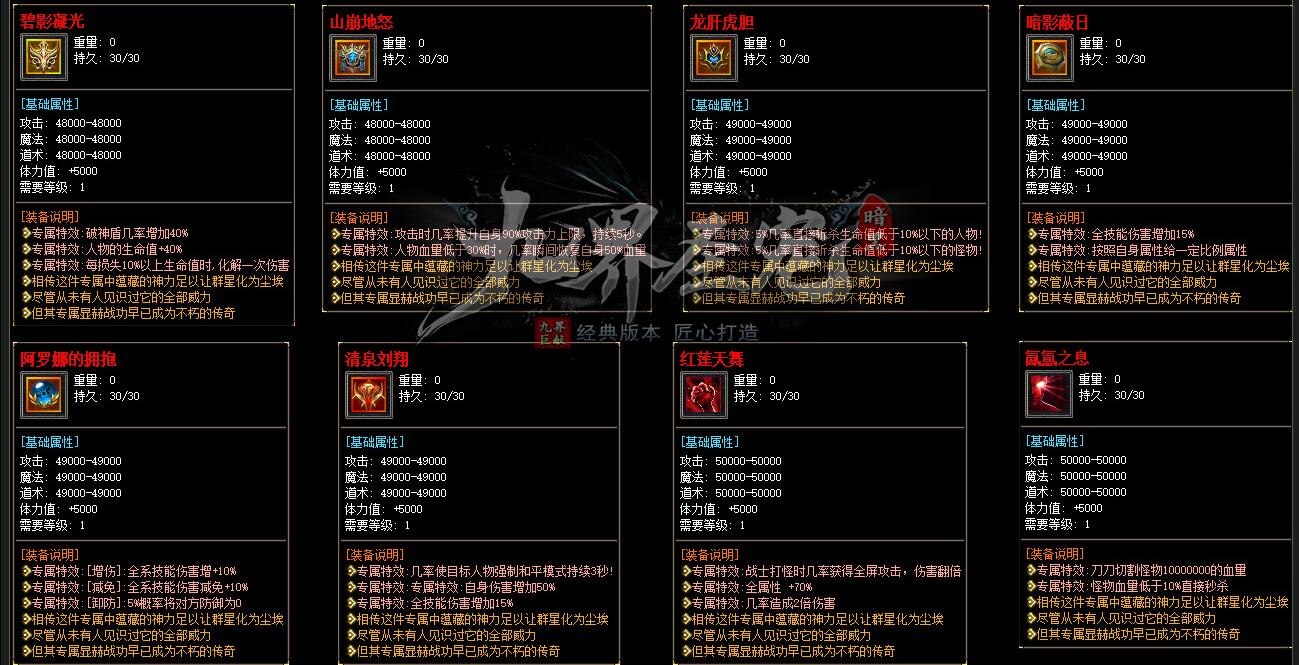 碧影凝光
重量: 0
持久: 30/30
[基础属性]
攻击: 48000-48000
魔法: 48000-48000
道术: 48000-48000
体力值: +5000
需要等级: 1
[装备说明]
专属特效:破神盾几率增加40%
专属特效:人物的生命值+40%
专属特效:每损失10%以上生命值时,化解一次伤害
相传这件专属中蕴藏的神力足以让群星化为尘埃
尽管从未有人见识过它的全部威力
但其专属显赫战功早已成为不朽的传奇
山崩地怒
重量: 0
持久: 30/30
[基础属性]
攻击: 48000-48000
魔法: 48000-48000
道术: 48000-48000
体力值: +5000
需要等级: 1
[装备说明]
专属特效:攻击时几率提升自身90%攻击力上限，持续5秒。
专属特效:人物血量低于30%时，几率瞬间恢复自身50%血量
相传这件专属中蕴藏的神力足以让群星化为尘埃
尽管从未有人见识过它的全部威力
但其专属显赫战功早已成为不朽的传奇
龙肝虎胆
重量: 0
持久: 30/30
[基础属性]
攻击: 49000-49000
魔法: 49000-49000
道术: 49000-49000
体力值: +5000
需要等级: 1
[装备说明]
专属特效:5%几率直接斩杀生命值低于10%以下的人物!
专属特效:5%几率直接斩杀生命值低于10%以下的怪物!
相传这件专属中蕴藏的神力足以让群星化为尘埃
尽管从未有人见识过它的全部威力
但其专属显赫战功早已成为不朽的传奇
暗影蔽日
重量: 0
持久: 30/30
[基础属性]
攻击: 49000-49000
魔法: 49000-49000
道术: 49000-49000
体力值: +5000
需要等级: 1
[装备说明]
专属特效:全技能伤害增加15%
专属特效:按照自身属性给一定比例属性
相传这件专属中蕴藏的神力足以让群星化为尘埃
尽管从未有人见识过它的全部威力
但其专属显赫战功早已成为不朽的传奇
九界
暗黑
九界巨献
经典版本 匠心打造
阿罗娜的拥抱
重量: 0
持久: 30/30
[基础属性]
攻击: 49000-49000
魔法: 49000-49000
道术: 49000-49000
体力值: +5000
需要等级: 1
[装备说明]
专属特效:[增伤]:全系技能伤害增+10%
专属特效:[减免]:全系技能伤害减免+10%
专属特效:[卸防]:5%概率将对方防御为0
相传这件专属中蕴藏的神力足以让群星化为尘埃
尽管从未有人见识过它的全部威力
但其专属显赫战功早已成为不朽的传奇
清泉刘翔
重量: 0
持久: 30/30
[基础属性]
攻击: 49000-49000
魔法: 49000-49000
道术: 49000-49000
体力值: +5000
需要等级: 1
[装备说明]
专属特效:几率使目标人物强制和平模式持续3秒!
专属特效:专属特效:自身伤害增加50%
专属特效:全技能伤害增加15%
相传这件专属中蕴藏的神力足以让群星化为尘埃
尽管从未有人见识过它的全部威力
但其专属显赫战功早已成为不朽的传奇
红莲天舞
重量: 0
持久: 30/30
[基础属性]
攻击: 50000-50000
魔法: 50000-50000
道术: 50000-50000
体力值: +5000
需要等级: 1
[装备说明]
专属特效:战士打怪时几率获得全屏攻击，伤害翻倍
专属特效:全属性 +70%
专属特效:几率造成2倍伤害
相传这件专属中蕴藏的神力足以让群星化为尘埃
尽管从未有人见识过它的全部威力
但其专属显赫战功早已成为不朽的传奇
氤氲之息
重量: 0
持久: 30/30
[基础属性]
攻击: 50000-50000
魔法: 50000-50000
道术: 50000-50000
体力值: +5000
需要等级: 1
[装备说明]
专属特效:刀刀切割怪物10000000的血量
专属特效:怪物血量低于10%直接秒杀
相传这件专属中蕴藏的神力足以让群星化为尘埃
尽管从未有人见识过它的全部威力
但其专属显赫战功早已成为不朽的传奇